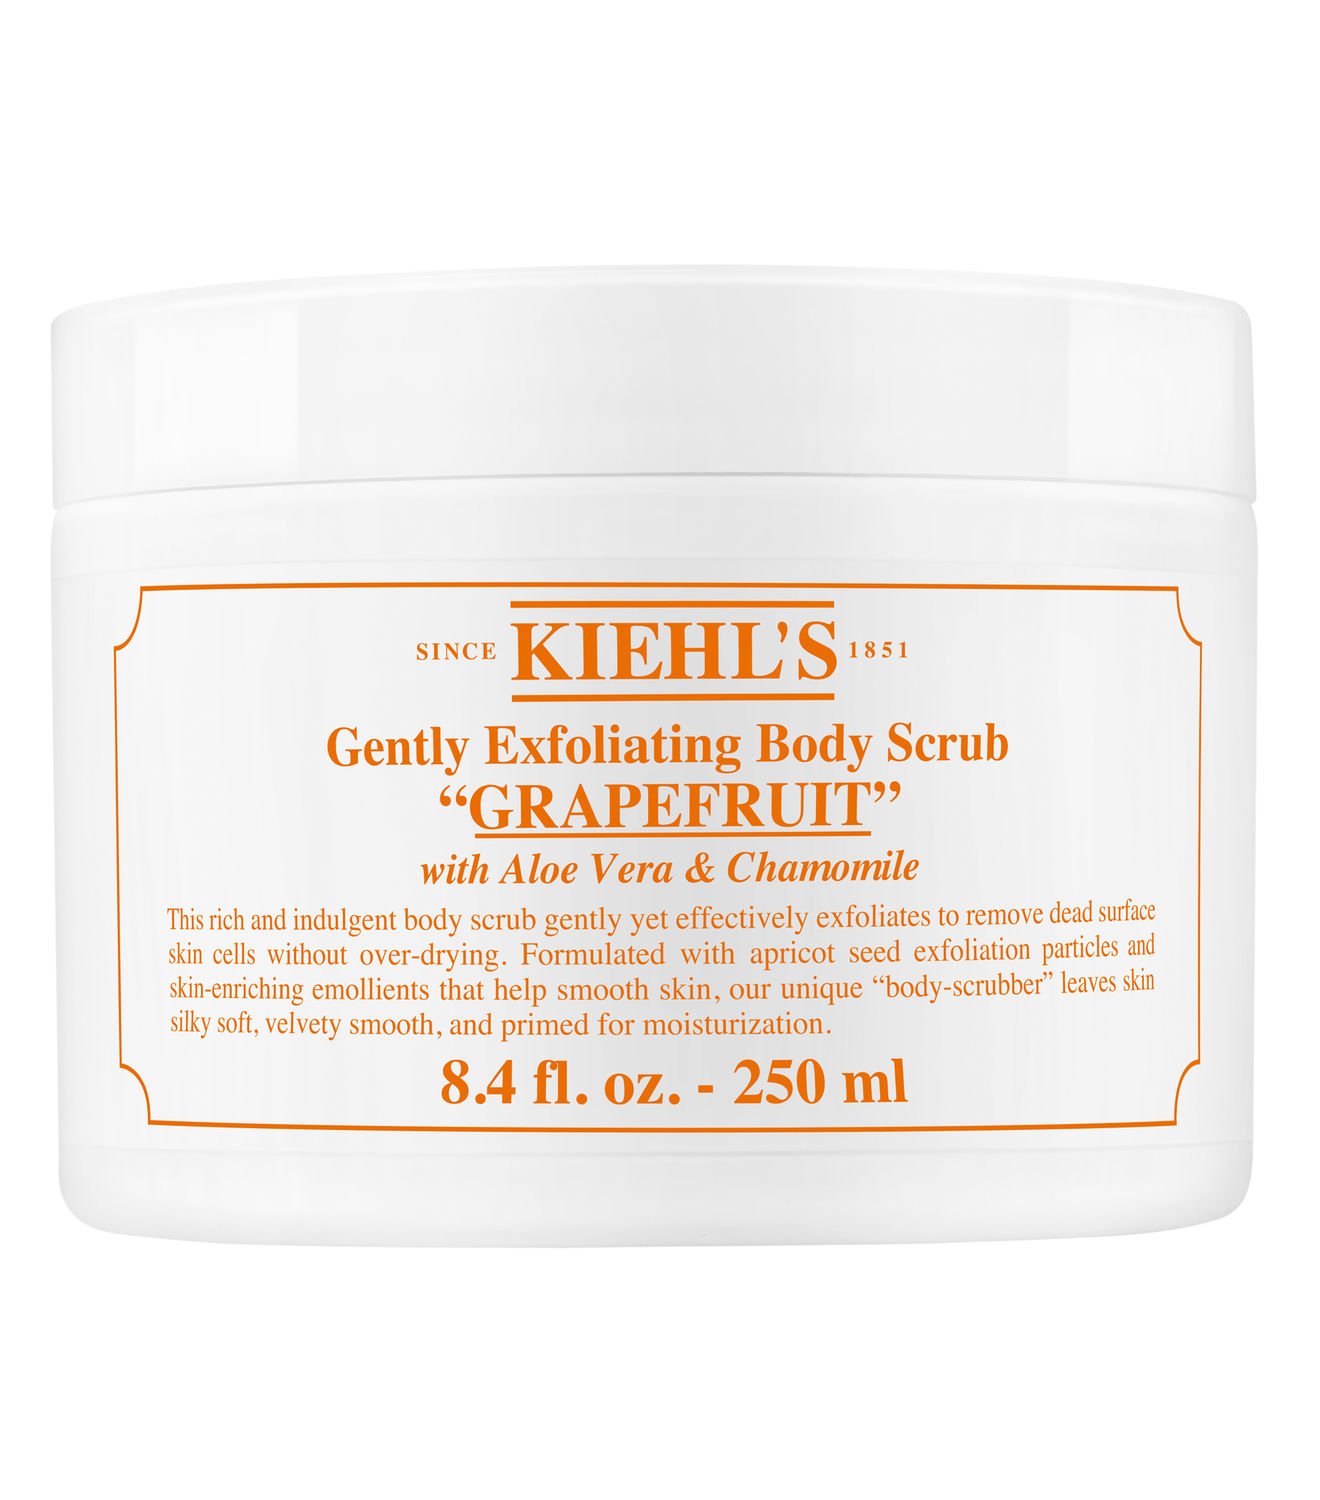 SINCE KIEHL'S 1851
Gently Exfoliating Body Scrub
“GRAPEFRUIT”
with Aloe Vera & Chamomile
This rich and indulgent body scrub gently yet effectively exfoliates to remove dead surface
skin cells without over-drying. Formulated with apricot seed exfoliation particles and
skin-enriching emollients that help smooth skin, our unique “body-scrubber” leaves skin
silky soft, velvety smooth, and primed for moisturization.
8.4 fl. oz. - 250 ml